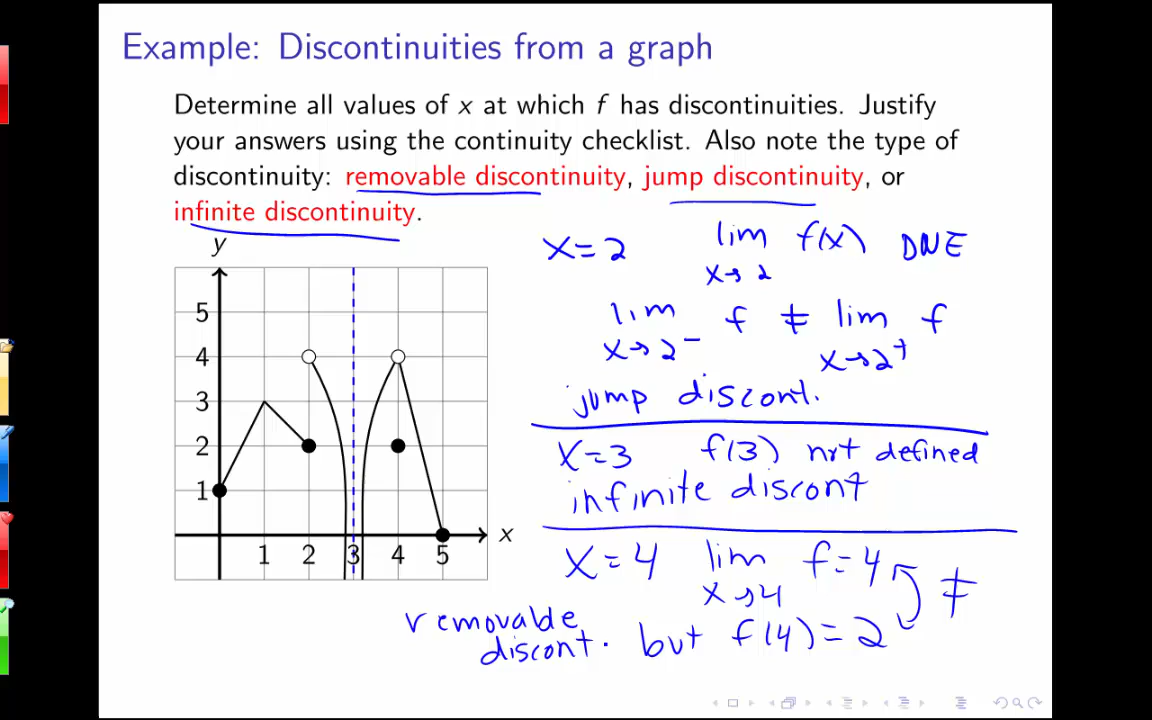 Example: Discontinuities from a graph
Determine all values of x at which f has discontinuities. Justify
your answers using the continuity checklist. Also note the type of
discontinuity: removable discontinuity, jump discontinuity, or
infinite discontinuity.
y
5
4
3
2
1
1 2 3 4 5
x
x=2 lim f(x) DNE
x→2
lim f ≠ lim f
x→2⁻ x→2⁺
jump discont.
x=3 f(3) not defined
infinite discont
x=4 lim f=4
x→4
≠
but f(4)=2
removable
discont.